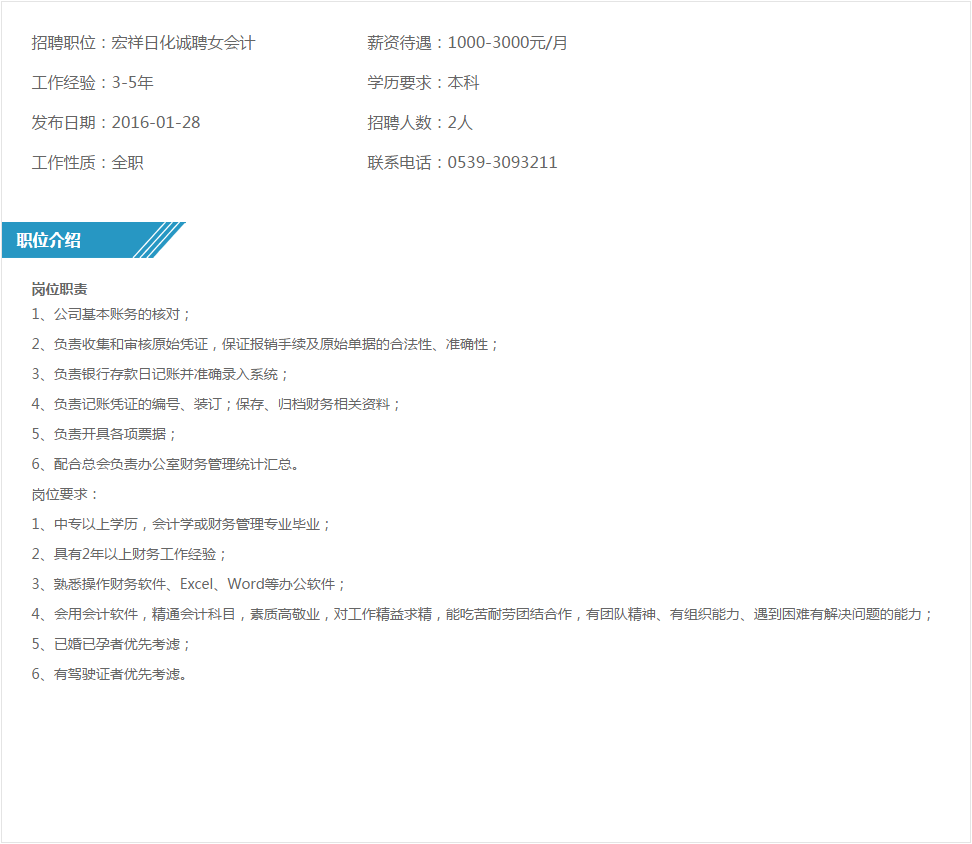 招聘职位：宏祥日化诚聘女会计 薪资待遇：1000-3000元/月
工作经验：3-5年 学历要求：本科
发布日期：2016-01-28 招聘人数：2人
工作性质：全职 联系电话：0539-3093211
职位介绍
岗位职责
1、公司基本账务的核对；
2、负责收集和审核原始凭证，保证报销手续及原始单据的合法性、准确性；
3、负责银行存款日记账并准确录入系统；
4、负责记账凭证的编号、装订；保存、归档财务相关资料；
5、负责开具各项票据；
6、配合总会负责办公室财务管理统计汇总。
岗位要求：
1、中专以上学历，会计学或财务管理专业毕业；
2、具有2年以上财务工作经验；
3、熟悉操作财务软件、Excel、Word等办公软件；
4、会用会计软件，精通会计科目，素质高敬业，对工作精益求精，能吃苦耐劳团结合作，有团队精神、有组织能力、遇到困难有解决问题的能力；
5、已婚已孕者优先考滤；
6、有驾驶证者优先考滤。